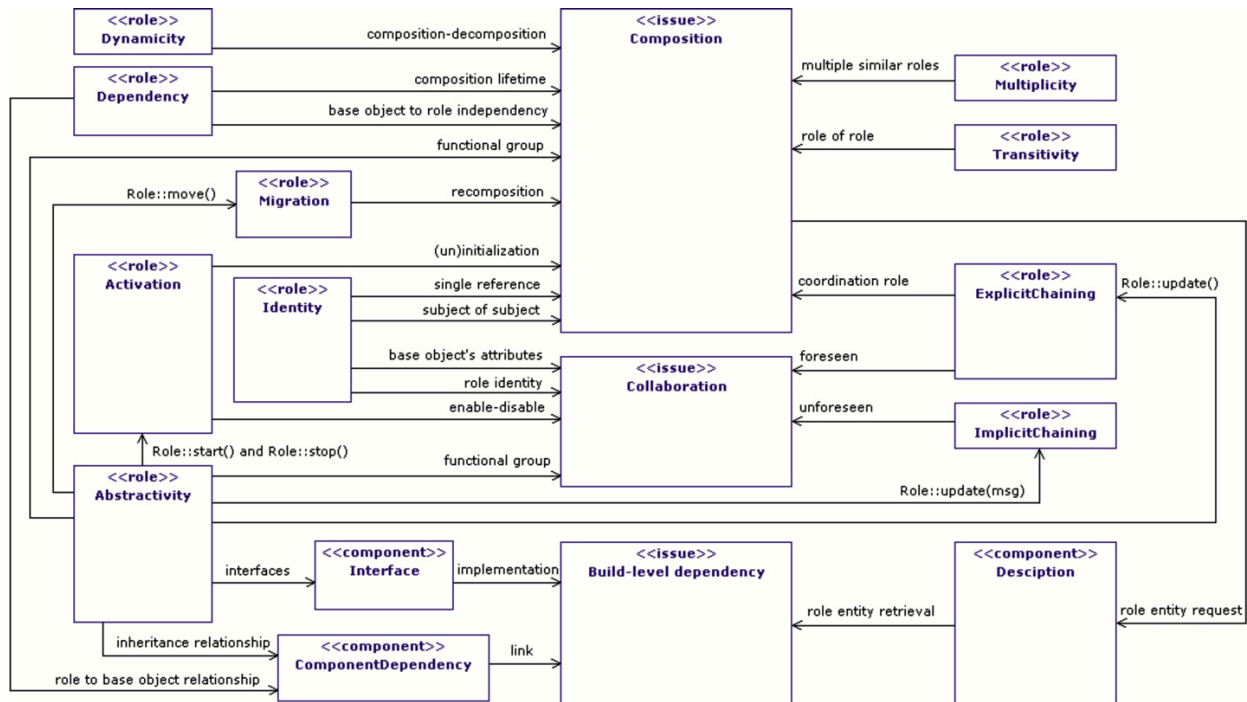 <<role>>
Dynamicity
composition-decomposition
<<issue>>
Composition
<<role>>
Dependency
composition lifetime
base object to role independency
multiple similar roles
<<role>>
Multiplicity
functional group
role of role
<<role>>
Transitivity
Role::move()
<<role>>
Migration
recomposition
<<role>>
Activation
(un)initialization
<<role>>
Identity
single reference
subject of subject
coordination role
<<role>>
ExplicitChaining
Role::update()
base object's attributes
role identity
enable-disable
<<issue>>
Collaboration
foreseen
unforeseen
<<role>>
ImplicitChaining
Role::start() and Role::stop()
<<role>>
Abstractivity
functional group
Role::update(msg)
interfaces
<<component>>
Interface
implementation
<<issue>>
Build-level dependency
<<component>>
Desciption
role entity retrieval
role entity request
inheritance relationship
<<component>>
ComponentDependency
link
role to base object relationship